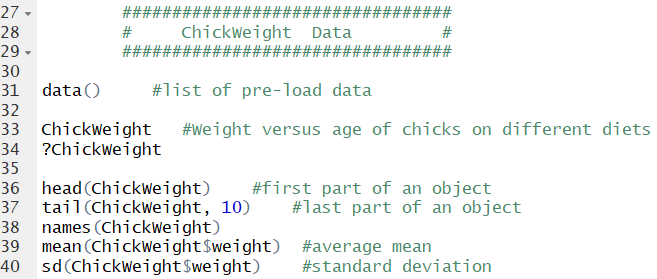 27 ################################
28 # ChickWeight Data #
29 ################################
30
31 data() #list of pre-load data
32
33 ChickWeight #Weight versus age of chicks on different diets
34 ?ChickWeight
35
36 head(ChickWeight) #first part of an object
37 tail(ChickWeight, 10) #last part of an object
38 names(ChickWeight)
39 mean(ChickWeight$weight) #average mean
40 sd(ChickWeight$weight) #standard deviation